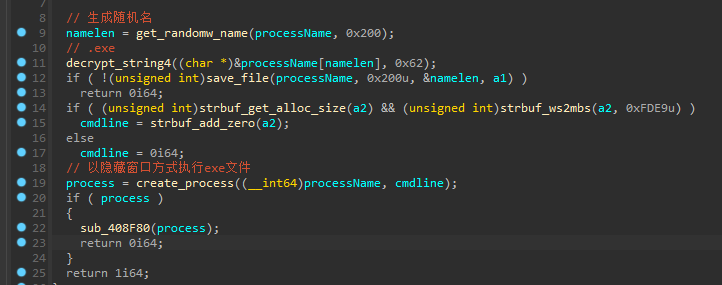 7
8 // 生成随机名
9 namelen = get_randomw_name(processName, 0x200);
10 // .exe
11 decrypt_string4((char *)&processName[namelen], 0x62);
12 if ( !(unsigned int)save_file(processName, 0x200u, &namelen, a1) )
13 return 0i64;
14 if ( (unsigned int)strbuf_get_alloc_size(a2) && (unsigned int)strbuf_ws2mbs(a2, 0xFDE9u) )
15 cmdline = strbuf_add_zero(a2);
16 else
17 cmdline = 0i64;
18 // 以隐藏窗口方式执行exe文件
19 process = create_process((__int64)processName, cmdline);
20 if ( process )
21 {
22 sub_408F80(process);
23 return 0i64;
24 }
25 return 1i64;